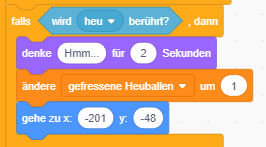 falls wird heu berührt? , dann
denke Hmm... für 2 Sekunden
ändere gefressene Heuballen um 1
gehe zu x: -201 y: -48